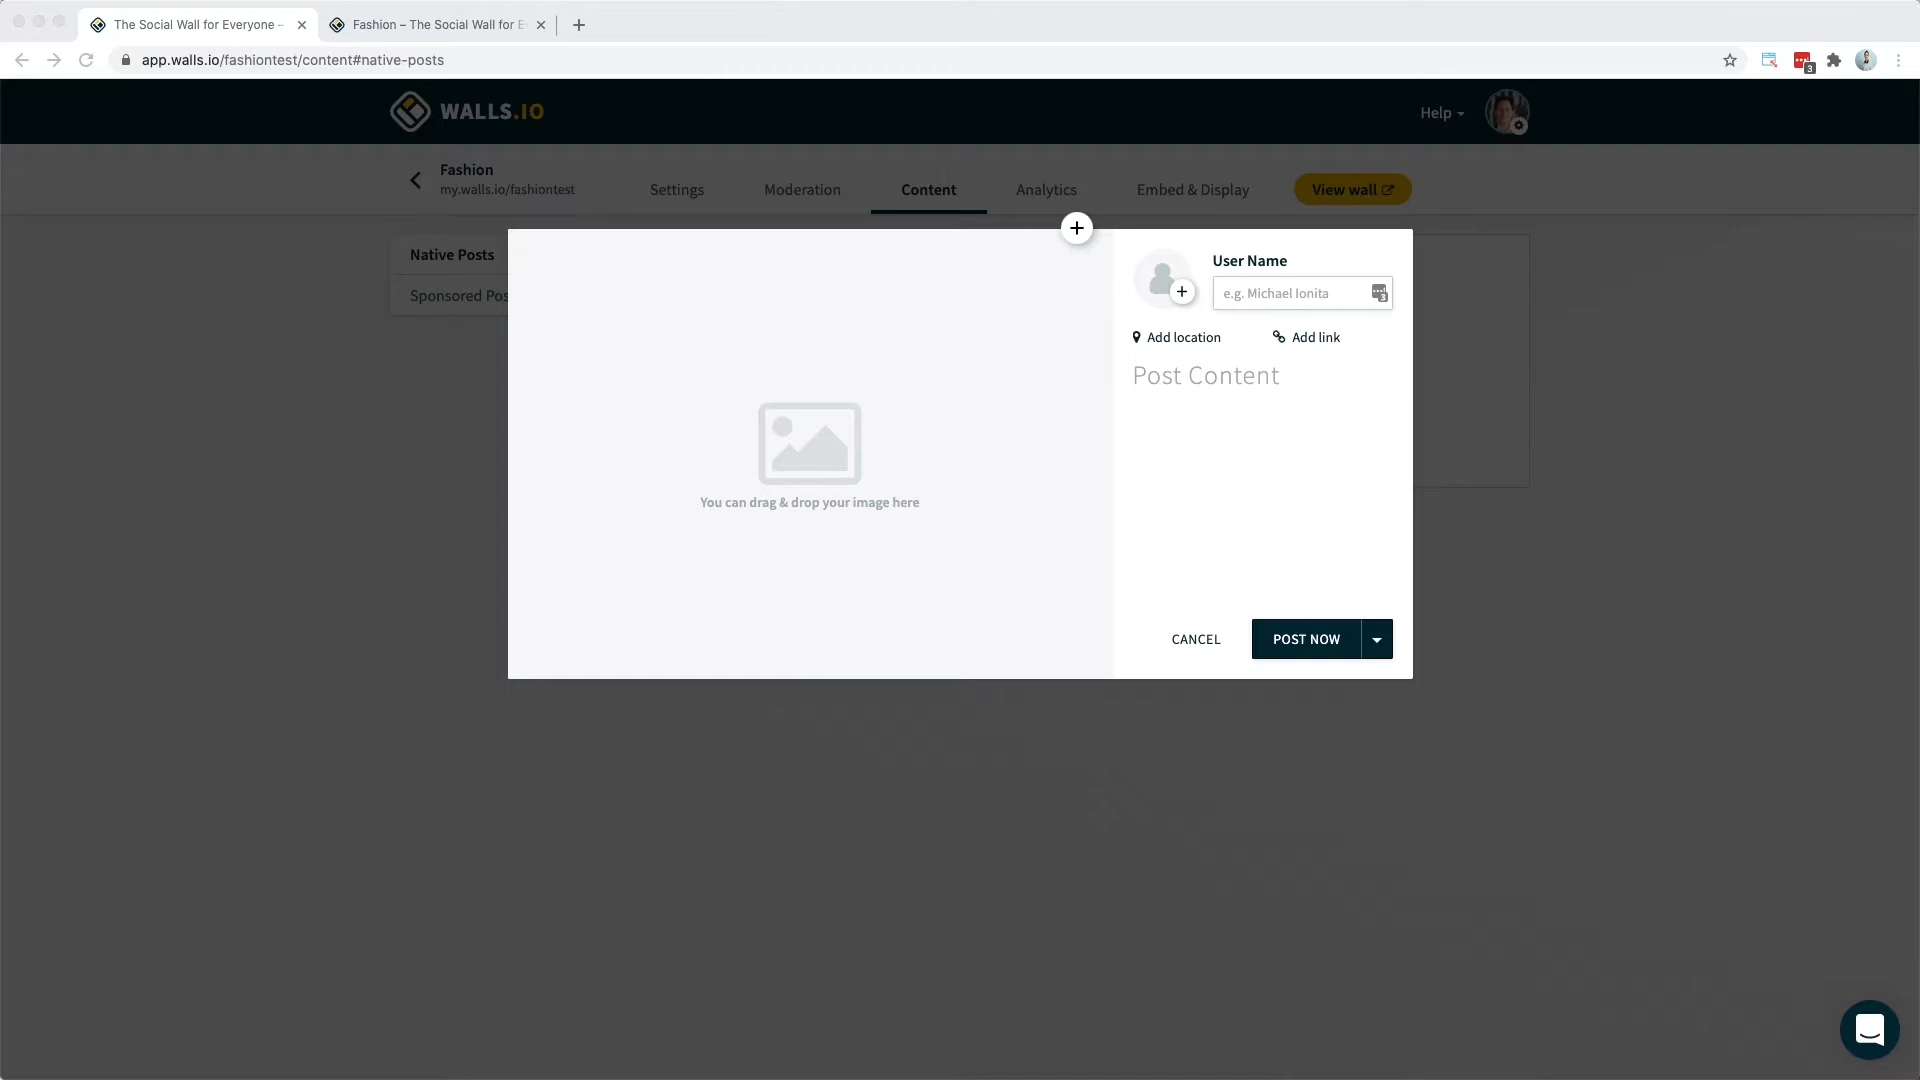 The Social Wall for Everyone –
Fashion – The Social Wall for E
app.walls.io/fashiontest/content#native-posts
3
WALLS.IO
Help
Fashion
my.walls.io/fashiontest
Settings
Moderation
Content
Analytics
Embed & Display
View wall
Native Posts
Sponsored Pos
User Name
e.g. Michael Ionita
3
Add location
Add link
Post Content
You can drag & drop your image here
CANCEL
POST NOW